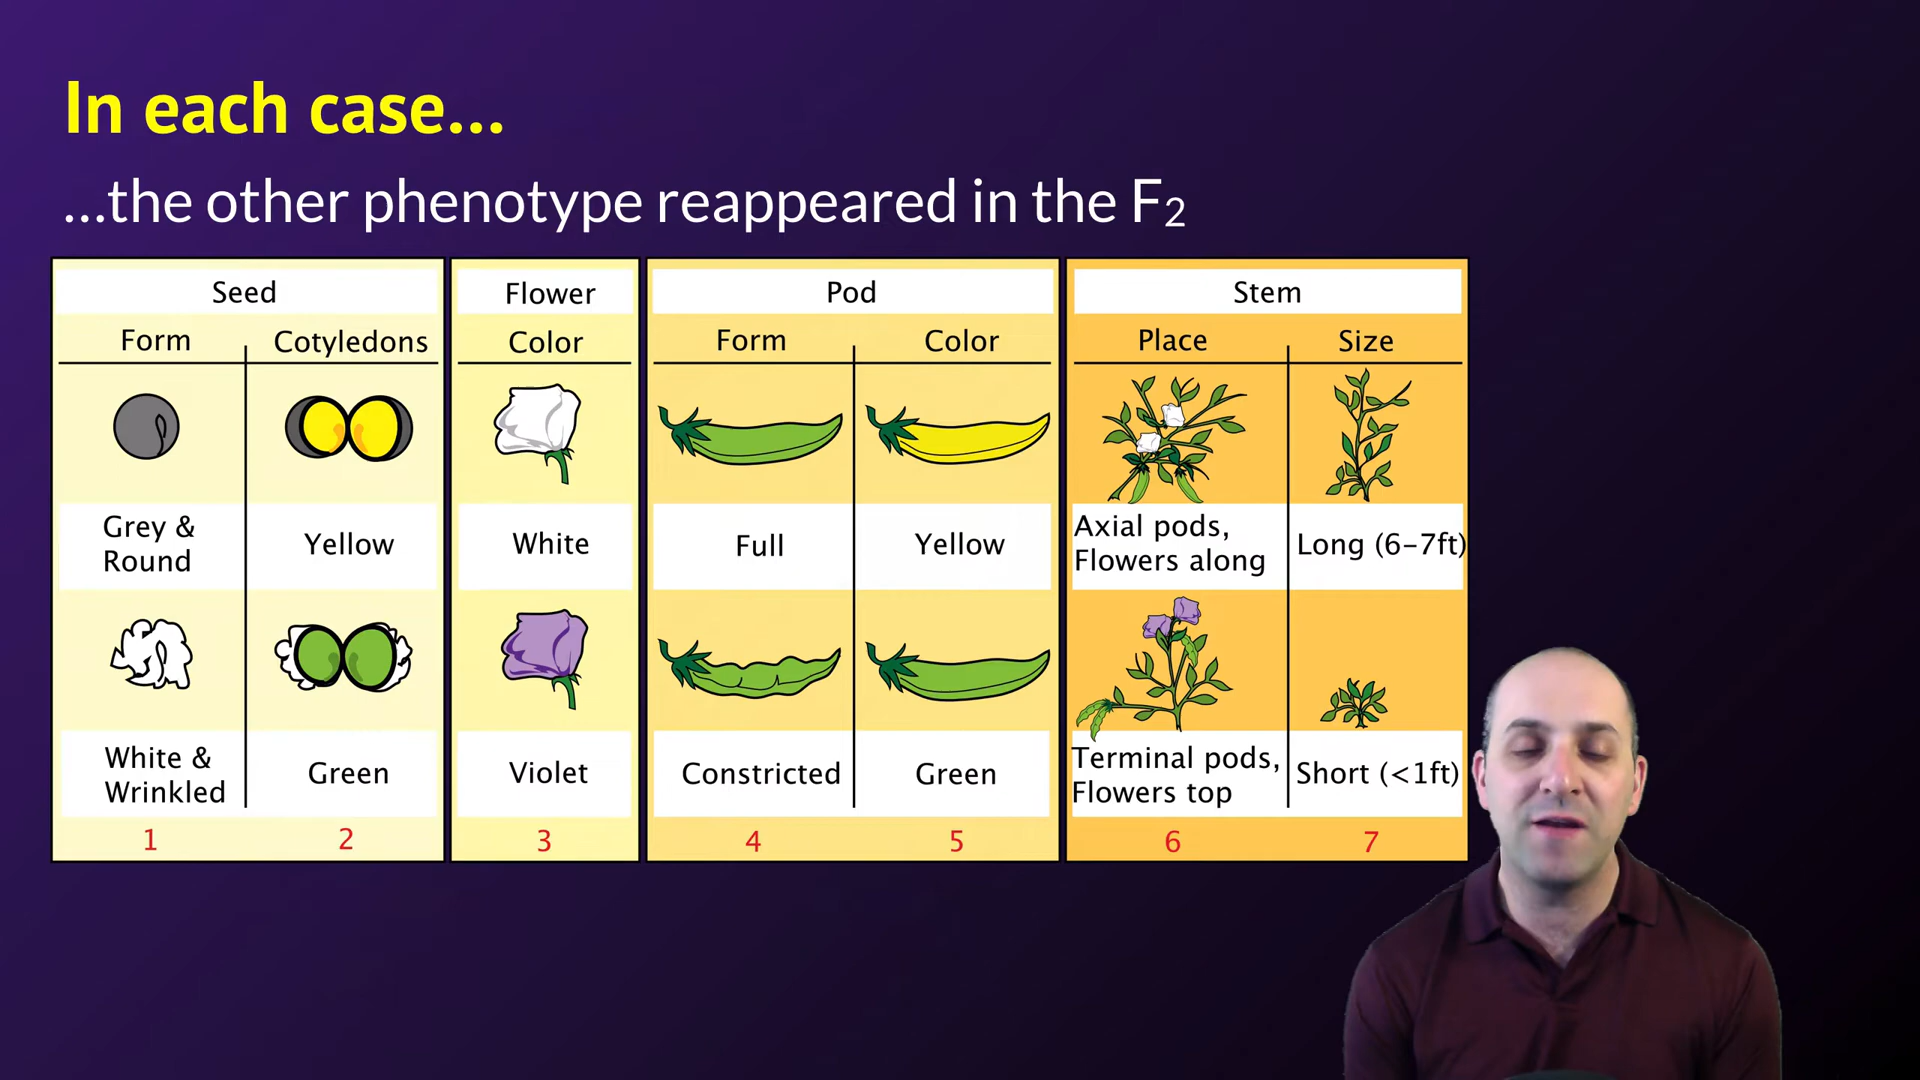 In each case...
...the other phenotype reappeared in the F2
Seed
Form
Cotyledons
Grey &
Round
Yellow
White &
Wrinkled
Green
1
2
Flower
Color
White
Violet
3
Pod
Form
Color
Full
Yellow
Constricted
Green
4
5
Stem
Place
Size
Axial pods,
Flowers along
Long (6-7ft)
Terminal pods,
Flowers top
Short (<1ft)
6
7